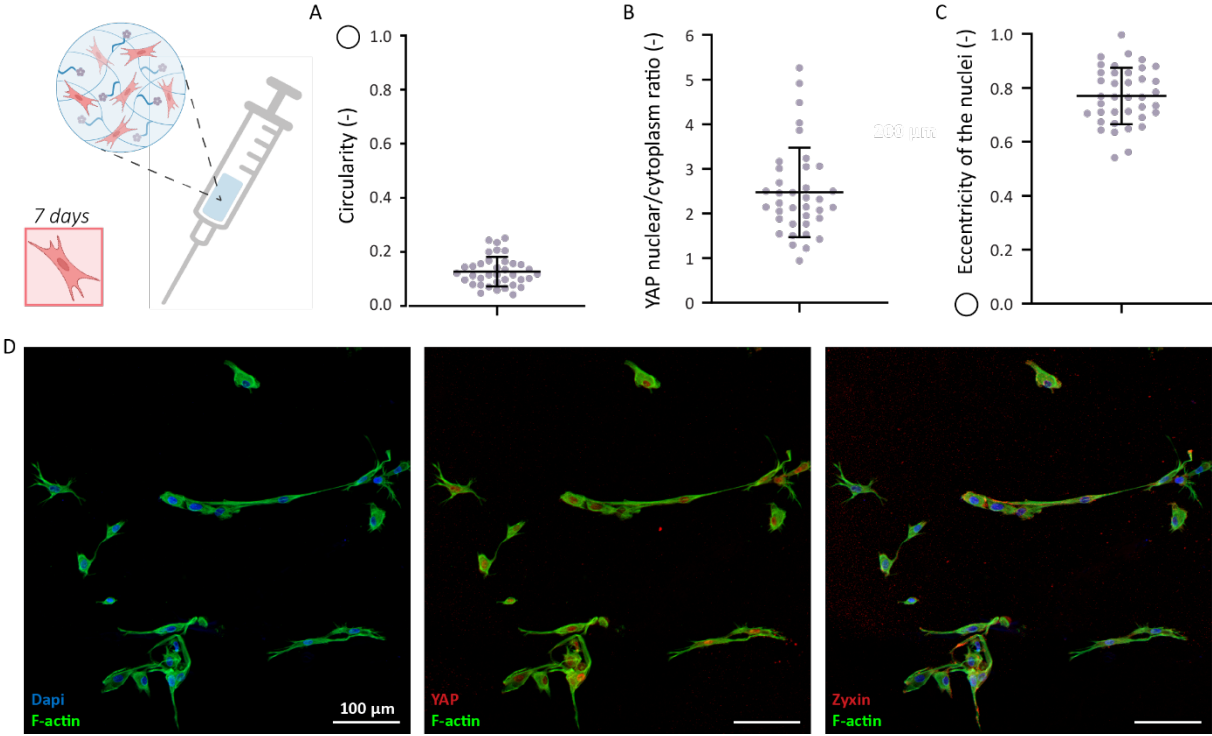 A
Circularity (-)
1.0
0.8
0.6
0.4
0.2
0.0
B
YAP nuclear/cytoplasm ratio (-)
6
5
4
3
2
1
0
200 µm
C
Eccentricity of the nuclei (-)
1.0
0.8
0.6
0.4
0.2
0.0
7 days
D
Dapi
F-actin
100 µm
YAP
F-actin
Zyxin
F-actin